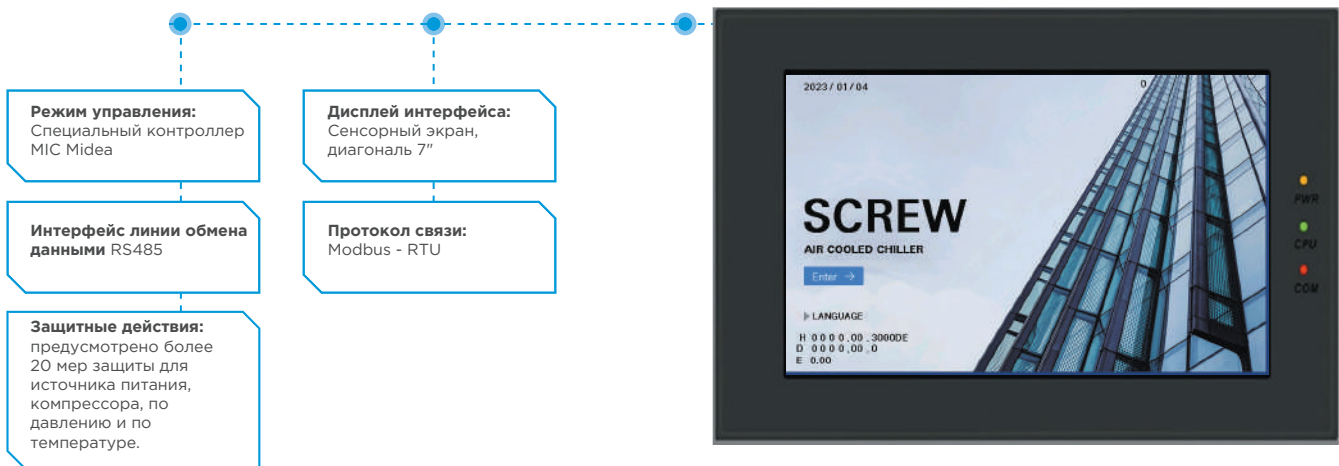 Режим управления:
Специальный контроллер
MIC Midea
Интерфейс линии обмена
данными RS485
Защитные действия:
предусмотрено более
20 мер защиты для
источника питания,
компрессора, по
давлению и по
температуре.
Дисплей интерфейса:
Сенсорный экран,
диагональ 7"
Протокол связи:
Modbus - RTU
2023/01/04
0
SCREW
AIR COOLED CHILLER
Enter →
LANGUAGE
H 0000.00.3000DE
D 0000.00.0
E 0.00
PWR
CPU
COM